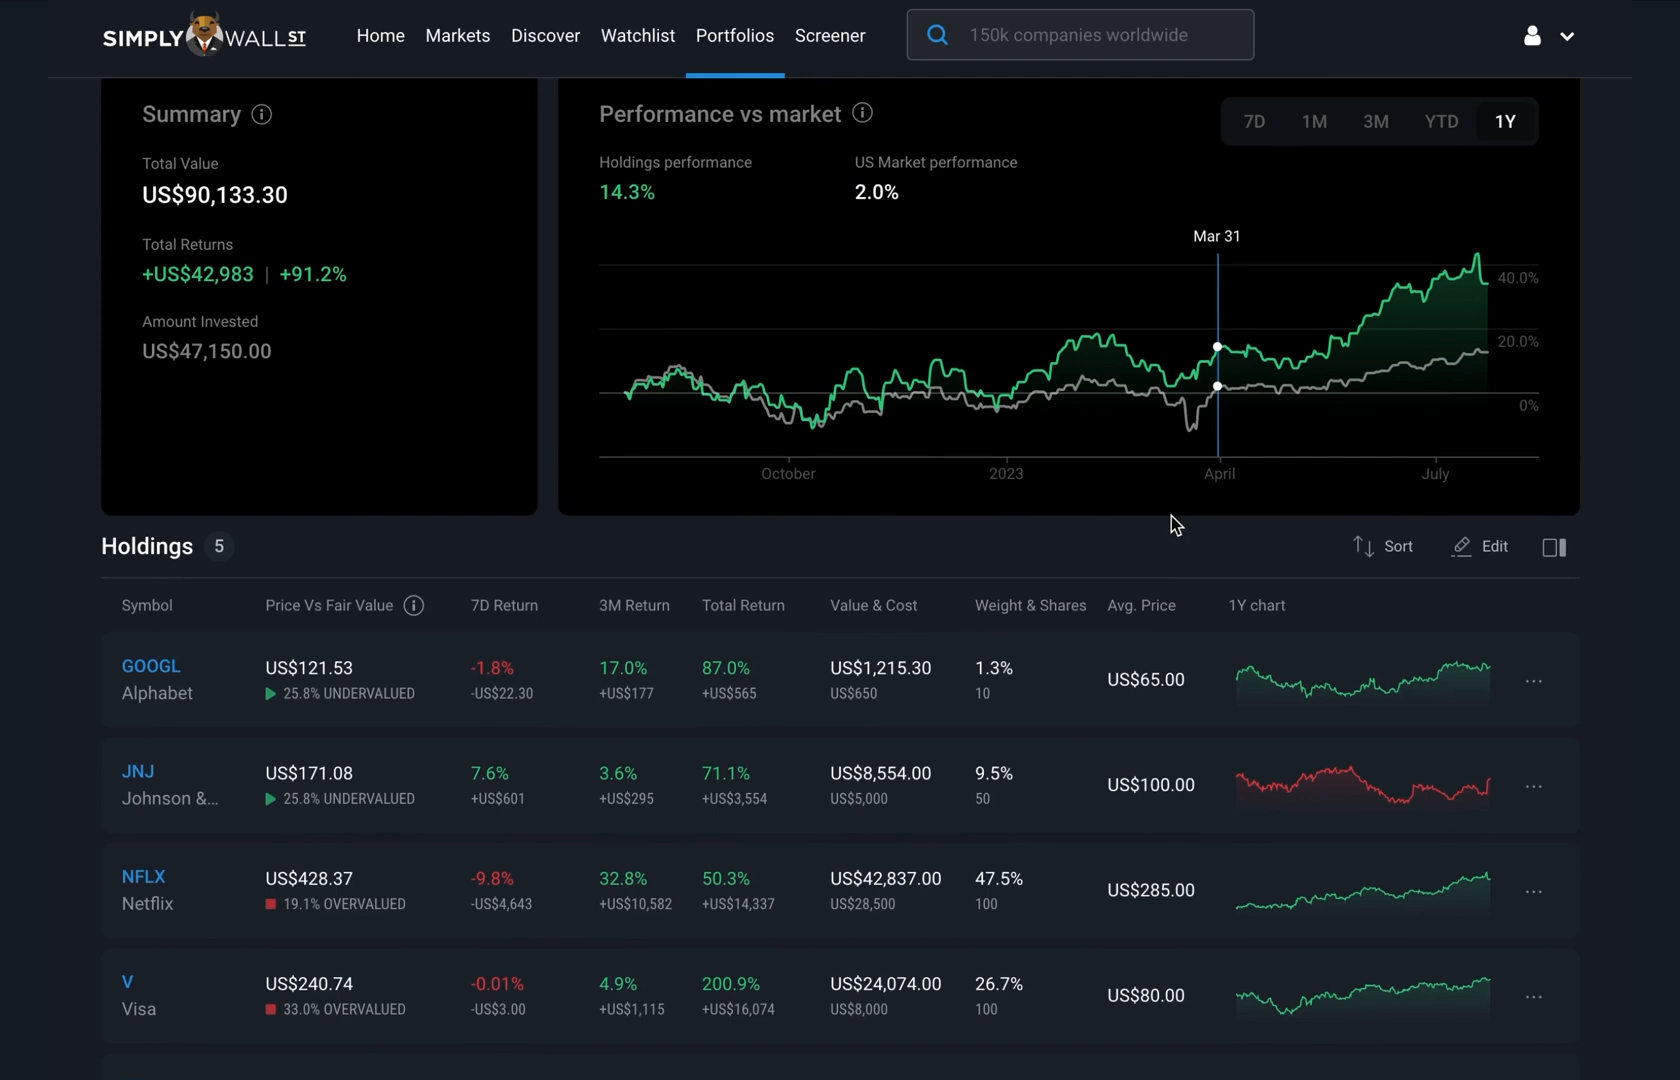 SIMPLY WALL ST
Home Markets Discover Watchlist Portfolios Screener
150k companies worldwide
Summary
Total Value
US$90,133.30
Total Returns
+US$42,983 | +91.2%
Amount Invested
US$47,150.00
Performance vs market
7D 1M 3M YTD 1Y
Holdings performance US Market performance
14.3% 2.0%
Mar 31
40.0%
20.0%
0%
October 2023 April July
Holdings 5
Sort Edit
Symbol Price Vs Fair Value 7D Return 3M Return Total Return Value & Cost Weight & Shares Avg. Price 1Y chart
GOOGL US$121.53 -1.8% 17.0% 87.0% US$1,215.30 1.3% US$65.00
Alphabet 25.8% UNDERVALUED -US$22.30 +US$177 +US$565 US$650 10
JNJ US$171.08 7.6% 3.6% 71.1% US$8,554.00 9.5% US$100.00
Johnson &... 25.8% UNDERVALUED +US$601 +US$295 +US$3,554 US$5,000 50
NFLX US$428.37 -9.8% 32.8% 50.3% US$42,837.00 47.5% US$285.00
Netflix 19.1% OVERVALUED -US$4,643 +US$10,582 +US$14,337 US$28,500 100
V US$240.74 -0.01% 4.9% 200.9% US$24,074.00 26.7% US$80.00
Visa 33.0% OVERVALUED -US$3.00 +US$1,115 +US$16,074 US$8,000 100